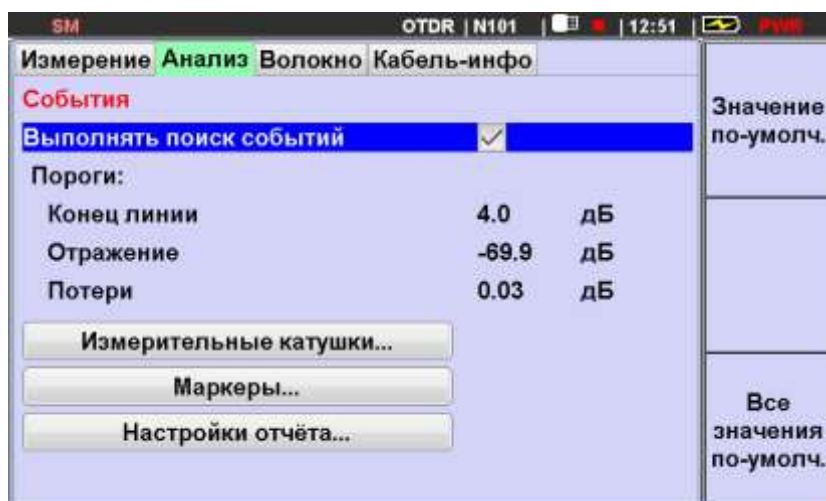 SM OTDR | N101 | | 12:51 | PWR
Измерение Анализ Волокно Кабель-инфо
События
Выполнять поиск событий
Пороги:
Конец линии 4.0 дБ
Отражение -69.9 дБ
Потери 0.03 дБ
Измерительные катушки...
Маркеры...
Настройки отчёта...
Значение
по-умолч.
Все
значения
по-умолч.